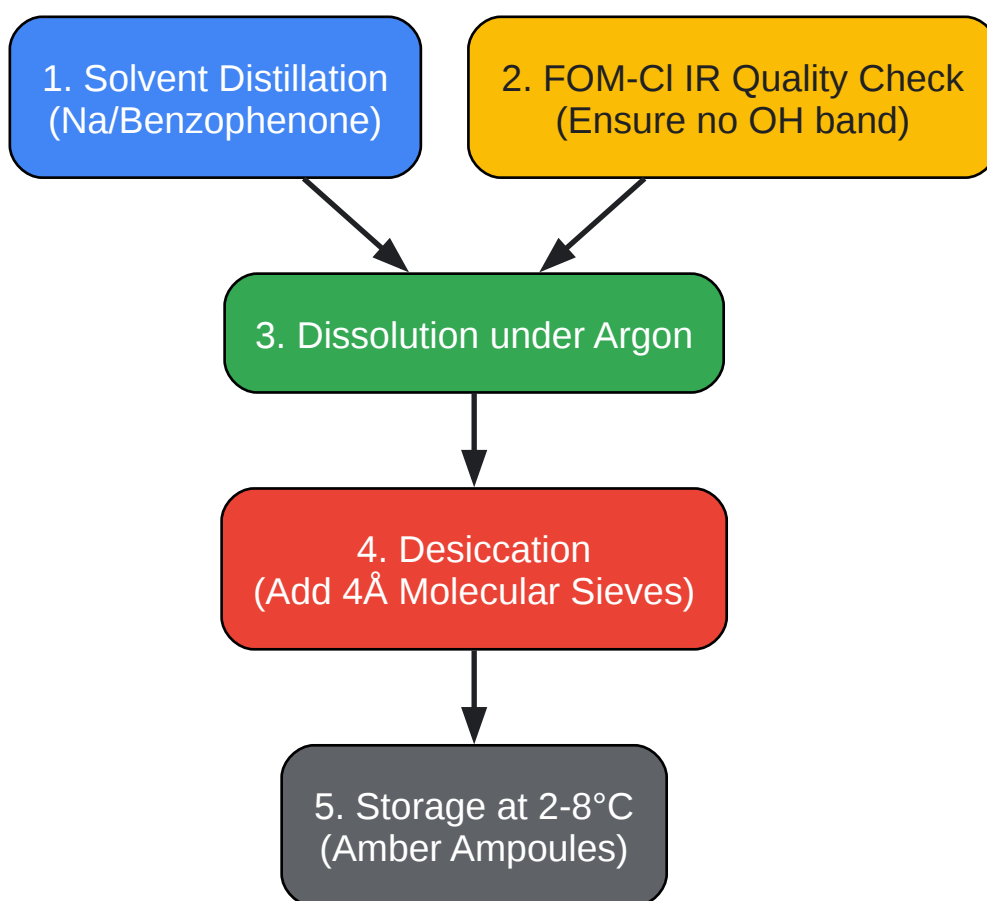 1. Solvent Distillation
(Na/Benzophenone)
2. FOM-Cl IR Quality Check
(Ensure no OH band)
3. Dissolution under Argon
4. Desiccation
(Add 4Å Molecular Sieves)
5. Storage at 2-8°C
(Amber Ampoules)